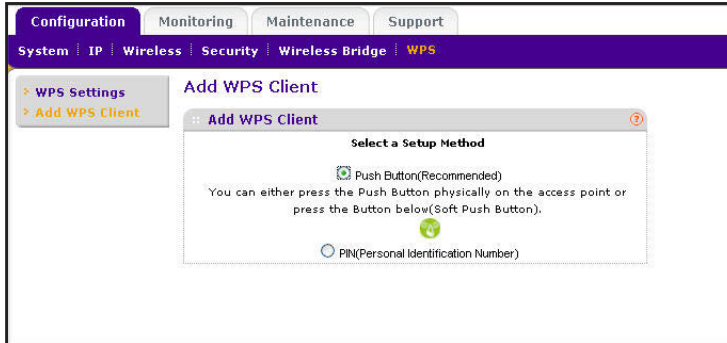 Configuration Monitoring Maintenance Support
System IP Wireless Security Wireless Bridge WPS
WPS Settings
Add WPS Client
Add WPS Client
Add WPS Client
Select a Setup Method
Push Button(Recommended)
You can either press the Push Button physically on the access point or
press the Button below(Soft Push Button).
PIN(Personal Identification Number)